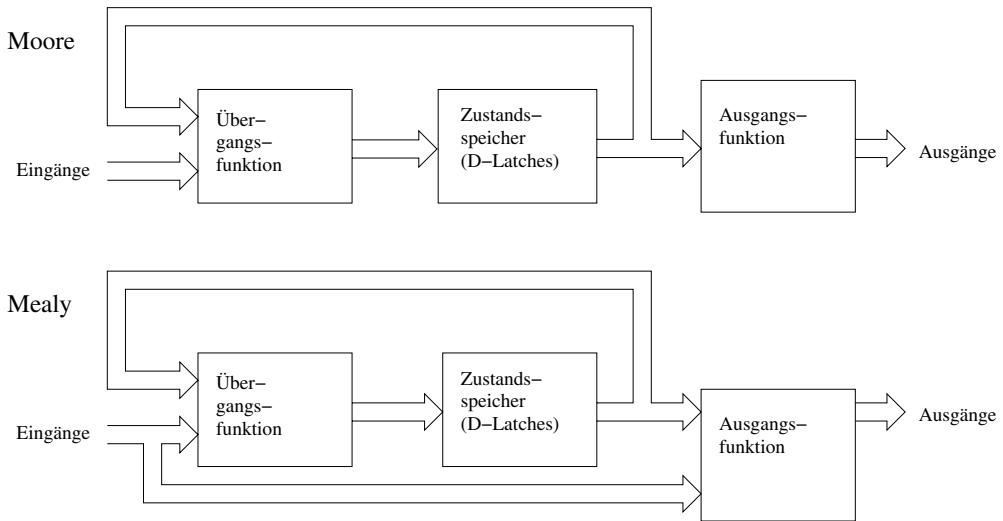 Moore
Über–
gangs–
funktion
Zustands–
speicher
(D–Latches)
Ausgangs–
funktion
Eingänge
Ausgänge
Mealy
Über–
gangs–
funktion
Zustands–
speicher
(D–Latches)
Ausgangs–
funktion
Eingänge
Ausgänge